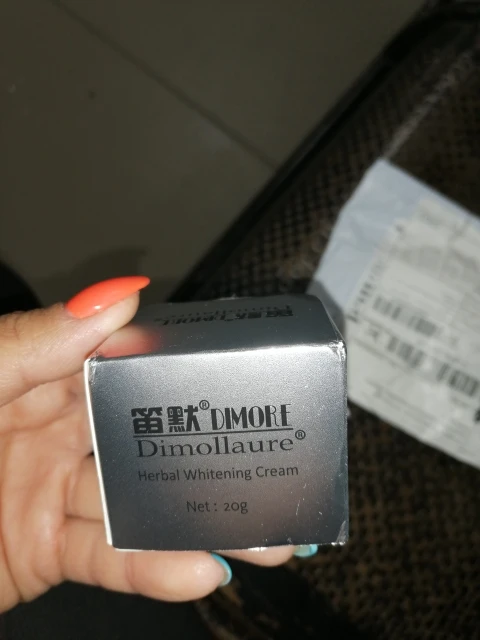 笛默® DIMORE
Dimollaure®
Herbal Whitening Cream
Net : 20g